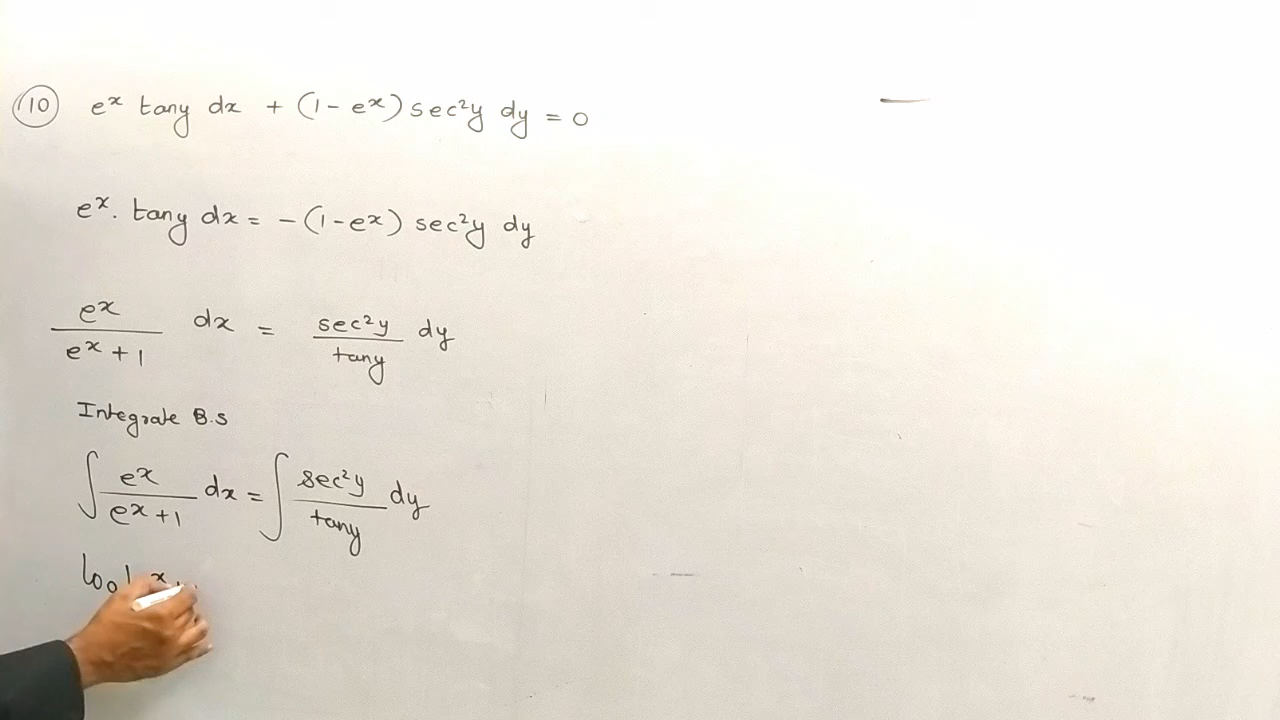 10 eˣ tany dx + (1 - eˣ) sec²y dy = 0
eˣ. tany dx = -(1-eˣ) sec²y dy
eˣ/(eˣ+1) dx = sec²y/tany dy
Integrate B.S
∫ eˣ/(eˣ+1) dx = ∫ sec²y/tany dy